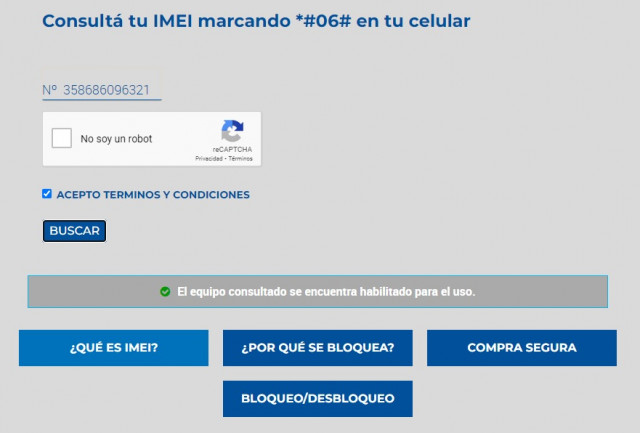 Consultá tu IMEI marcando *#06# en tu celular
Nº 358686096321
No soy un robot
reCAPTCHA
Privacidad - Términos
ACEPTO TERMINOS Y CONDICIONES
BUSCAR
El equipo consultado se encuentra habilitado para el uso.
¿QUÉ ES IMEI?
¿POR QUÉ SE BLOQUEA?
COMPRA SEGURA
BLOQUEO/DESBLOQUEO